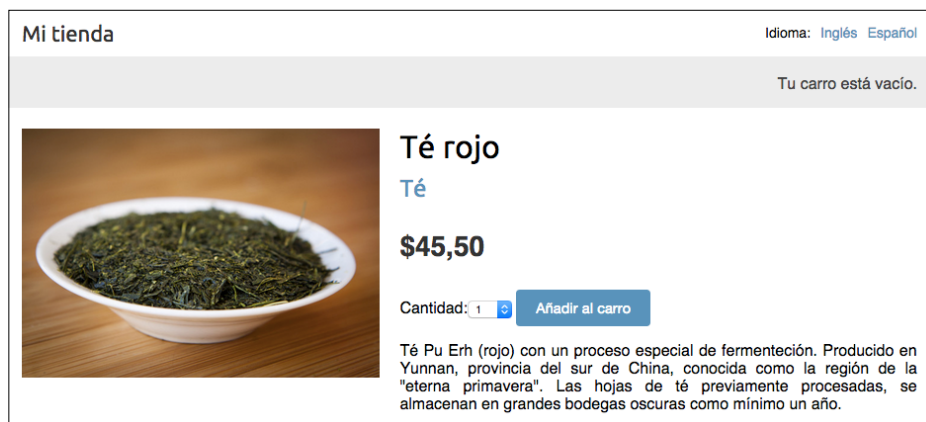 Mi tienda
Idioma: Inglés Español
Tu carro está vacío.
Té rojo
Té
$45,50
Cantidad: 1 Añadir al carro
Té Pu Erh (rojo) con un proceso especial de fermenteción. Producido en
Yunnan, provincia del sur de China, conocida como la región de la
"eterna primavera". Las hojas de té previamente procesadas, se
almacenan en grandes bodegas oscuras como mínimo un año.